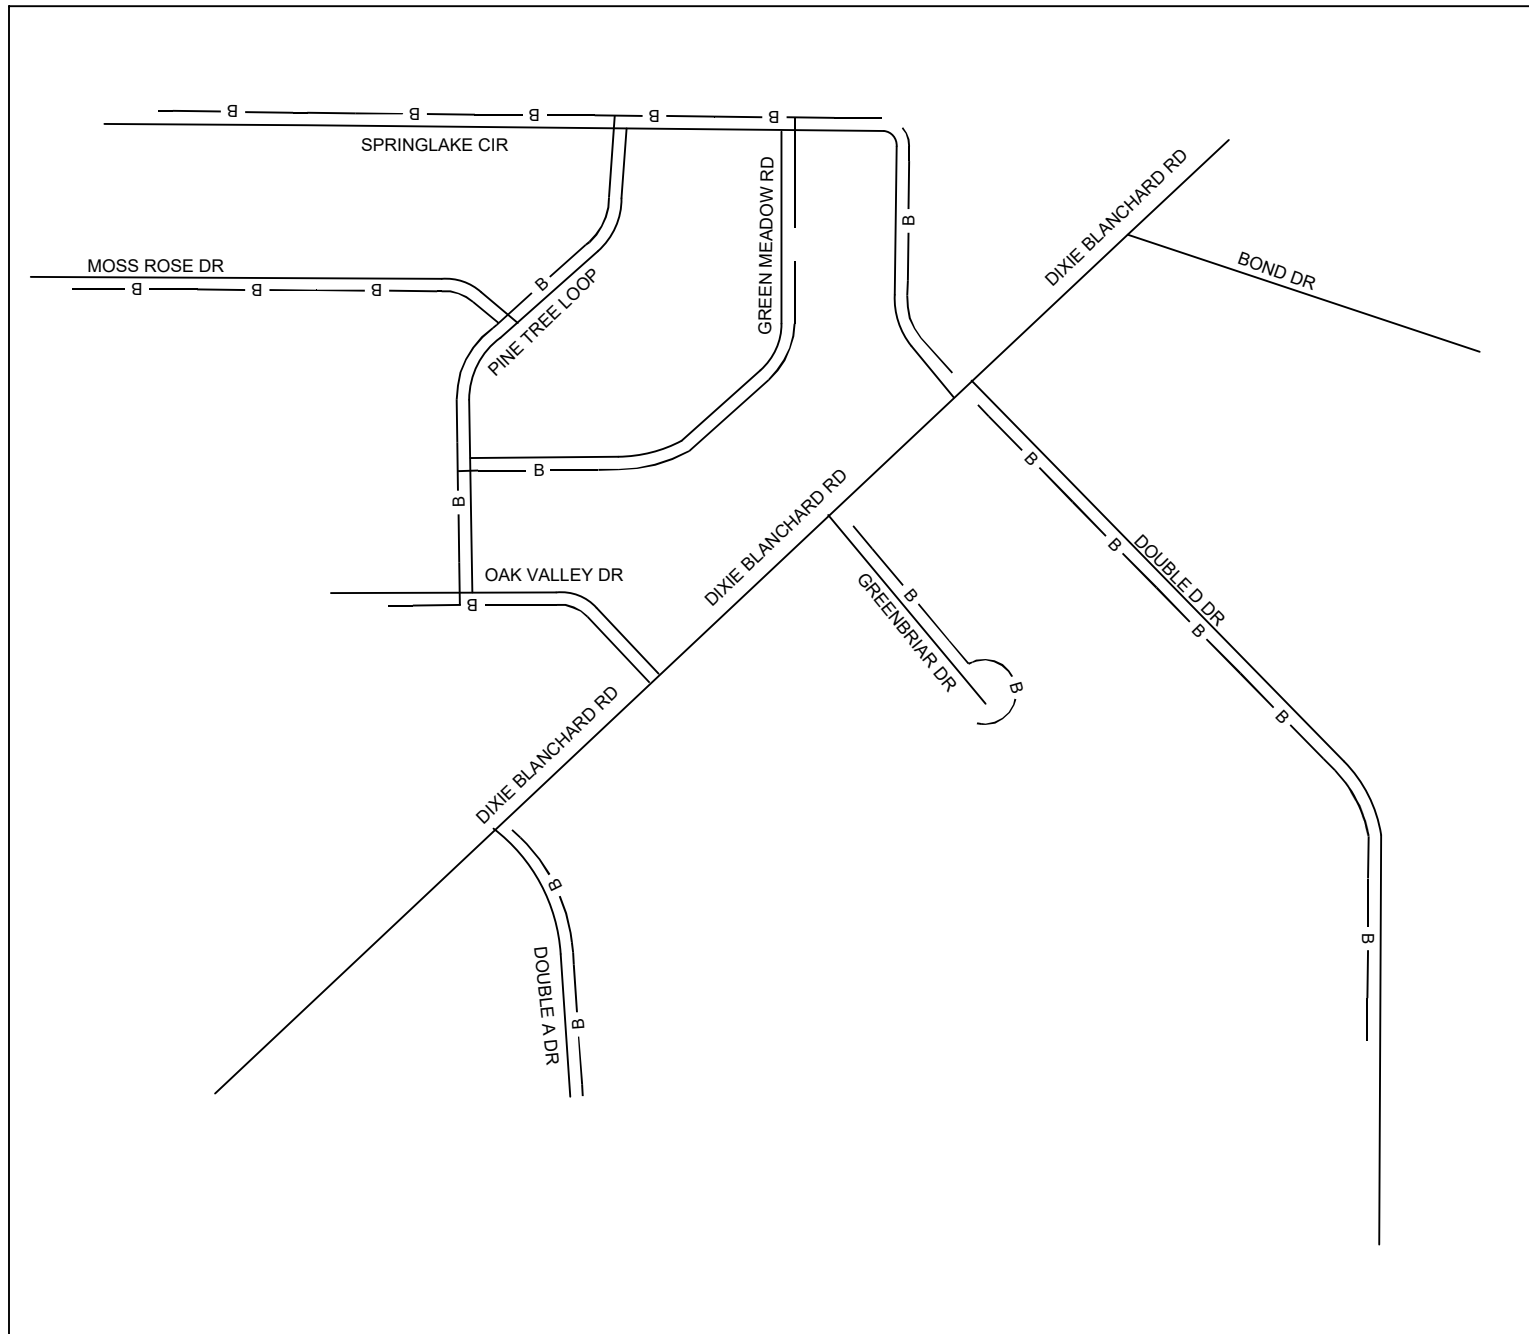 B B B B B
SPRINGLAKE CIR
DIXIE BLANCHARD RD
GREEN MEADOW RD
B
MOSS ROSE DR
B B B
B
PINE TREE LOOP
BOND DR
B
B
B
DIXIE BLANCHARD RD
B
B
DOUBLE D DR
B
B
OAK VALLEY DR
B
B
GREENBRIAR DR
B
DIXIE BLANCHARD RD
B
DOUBLE A DR
B
B